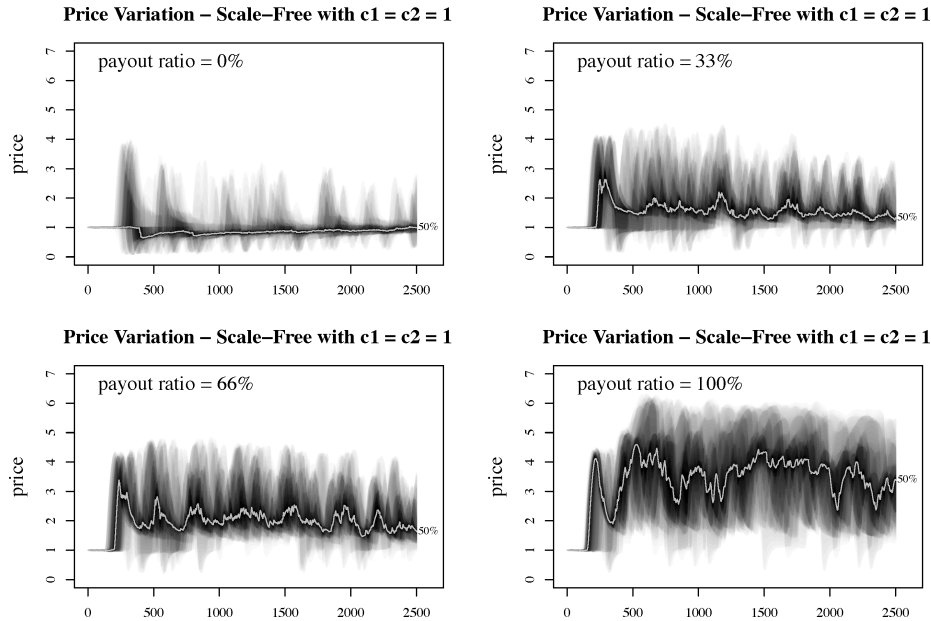 Price Variation − Scale−Free with c1 = c2 = 1
payout ratio = 0%
price
7
6
5
4
3
2
1
0
50%
0 500 1000 1500 2000 2500
Price Variation − Scale−Free with c1 = c2 = 1
payout ratio = 33%
price
7
6
5
4
3
2
1
0
50%
0 500 1000 1500 2000 2500
Price Variation − Scale−Free with c1 = c2 = 1
payout ratio = 66%
price
7
6
5
4
3
2
1
0
50%
0 500 1000 1500 2000 2500
Price Variation − Scale−Free with c1 = c2 = 1
payout ratio = 100%
price
7
6
5
4
3
2
1
0
50%
0 500 1000 1500 2000 2500